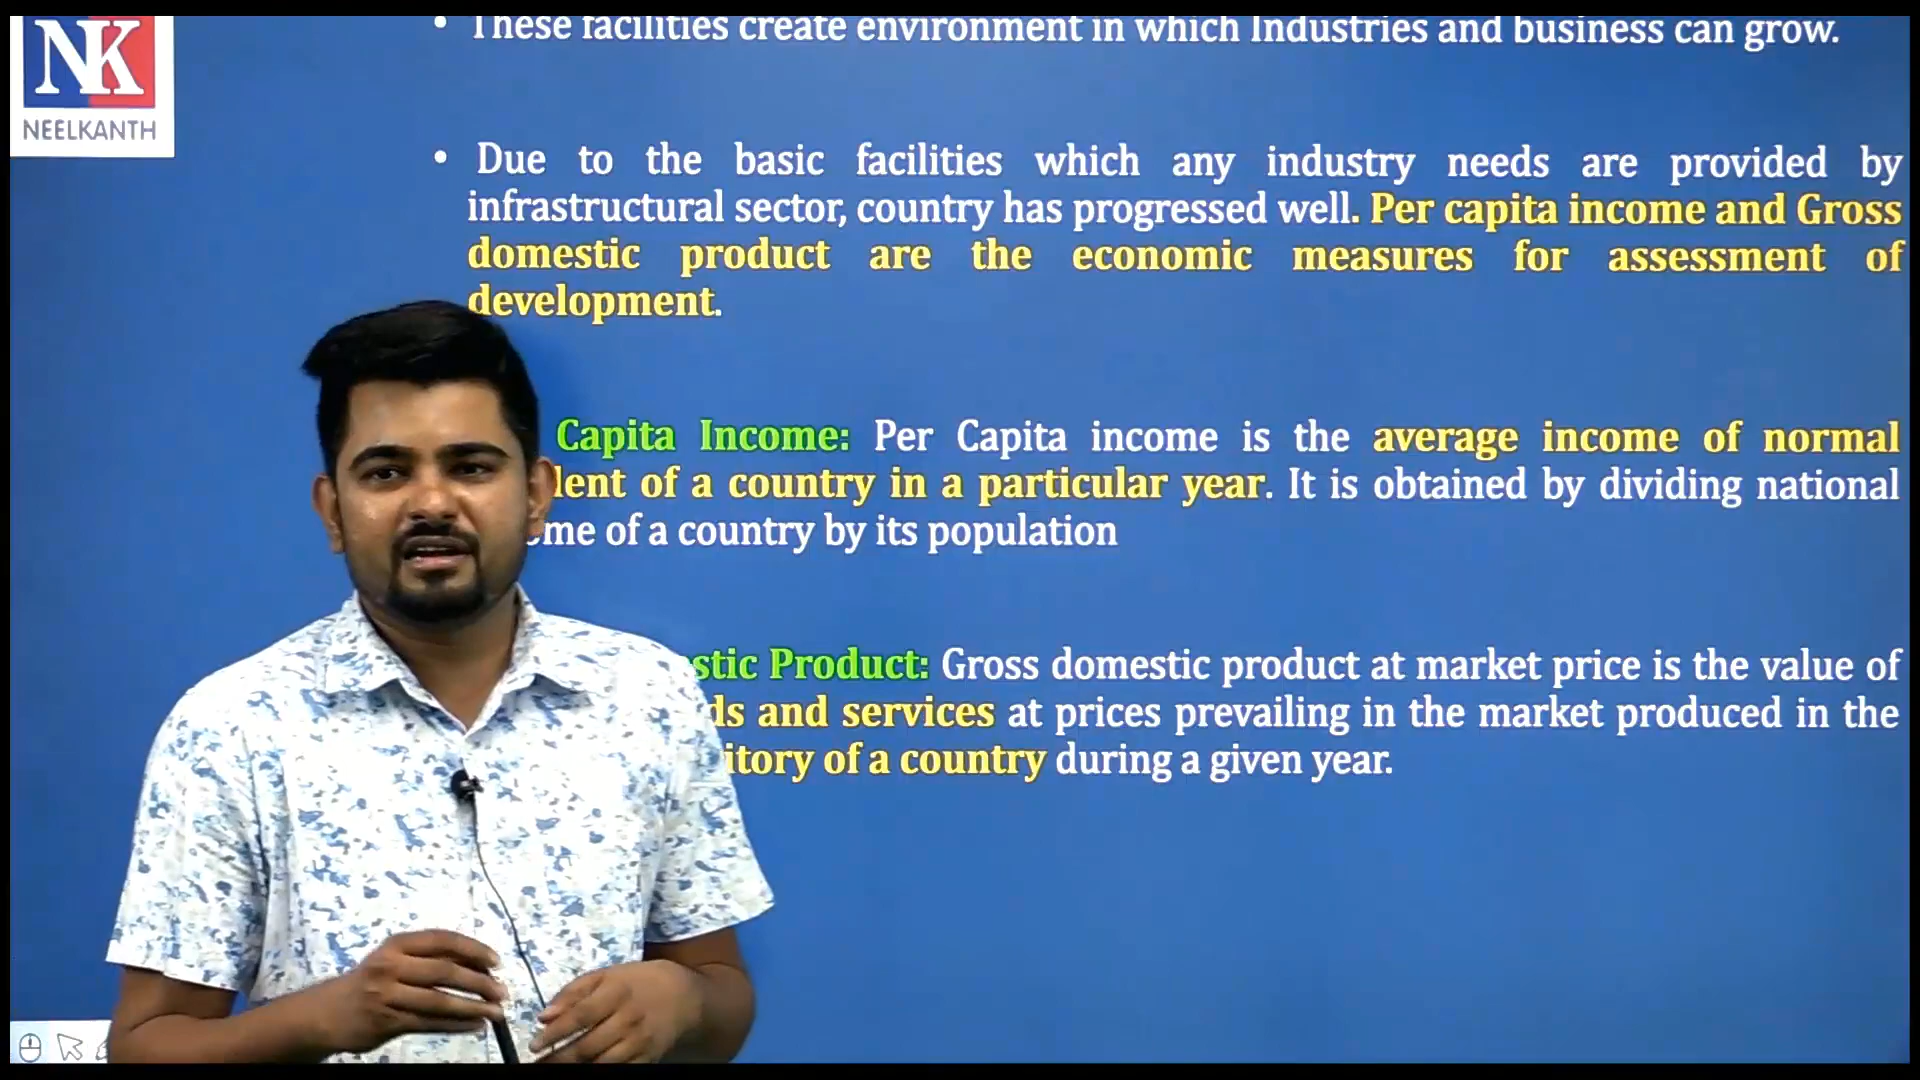 NK
NEELKANTH
• These facilities create environment in which Industries and business can grow.
• Due to the basic facilities which any industry needs are provided by
infrastructural sector, country has progressed well. Per capita income and Gross
domestic product are the economic measures for assessment of
development.
Capita Income: Per Capita income is the average income of normal
of a country in a particular year. It is obtained by dividing national
of a country by its population
Product: Gross domestic product at market price is the value of
and services at prices prevailing in the market produced in the
of a country during a given year.